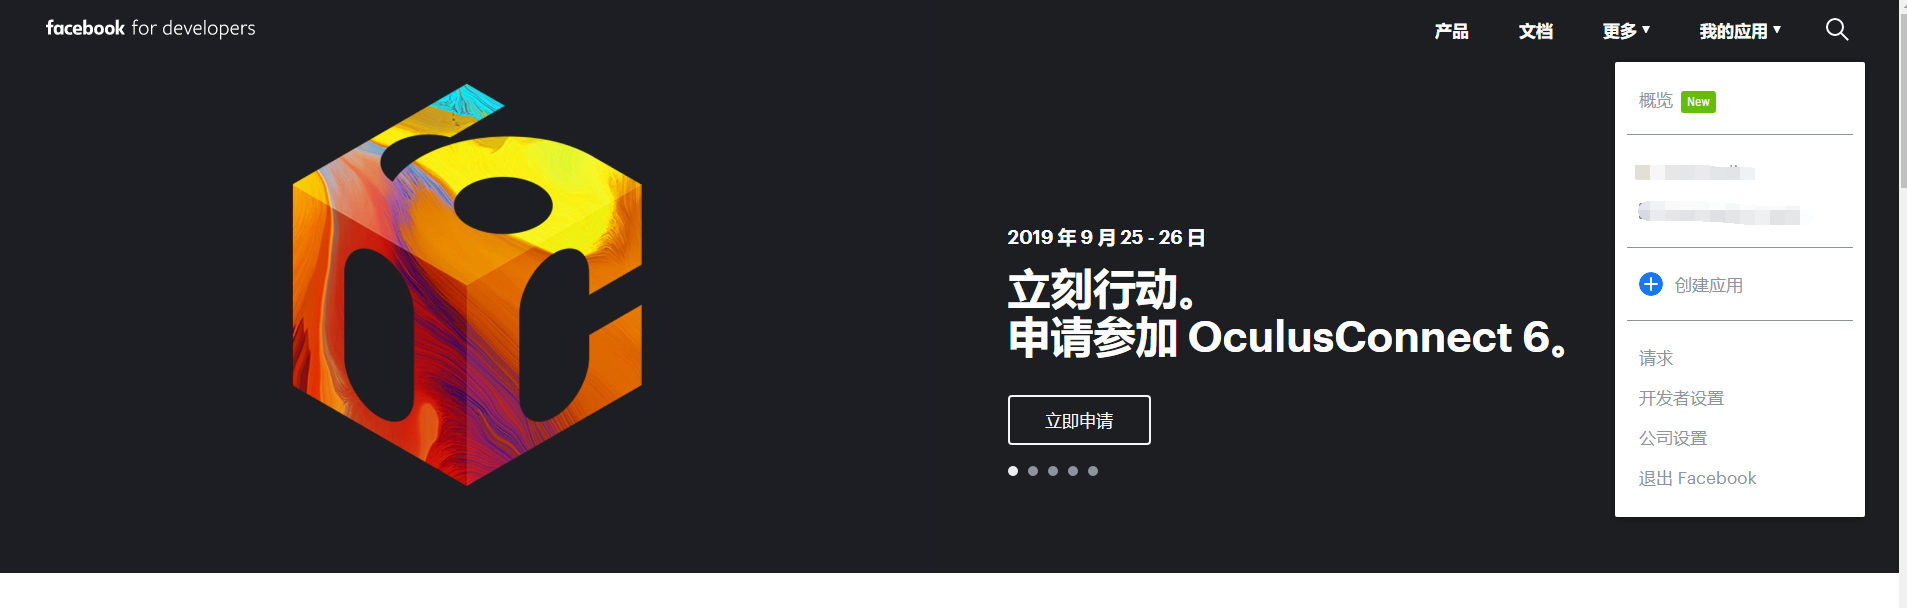 facebook for developers
产品
文档
更多
我的应用
概览 New
创建应用
请求
开发者设置
公司设置
退出 Facebook
2019 年 9 月 25 - 26 日
立刻行动。
申请参加 OculusConnect 6。
立即申请